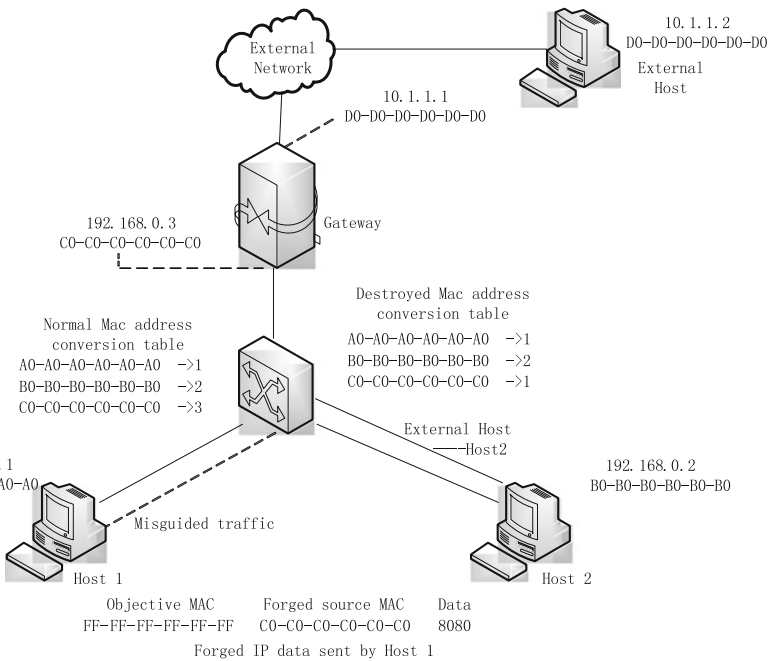 10.1.1.2
D0-D0-D0-D0-D0-D0
External
Host
External
Network
10.1.1.1
D0-D0-D0-D0-D0-D0
Gateway
192.168.0.3
C0-C0-C0-C0-C0-C0
Normal Mac address
conversion table
A0-A0-A0-A0-A0-A0 ->1
B0-B0-B0-B0-B0-B0 ->2
C0-C0-C0-C0-C0-C0 ->3
Destroyed Mac address
conversion table
A0-A0-A0-A0-A0-A0 ->1
B0-B0-B0-B0-B0-B0 ->2
C0-C0-C0-C0-C0-C0 ->1
External Host
——Host2
.1
A0-A0
192.168.0.2
B0-B0-B0-B0-B0-B0
Misguided traffic
Host 1
Host 2
Objective MAC Forged source MAC Data
FF-FF-FF-FF-FF-FF C0-C0-C0-C0-C0-C0 8080
Forged IP data sent by Host 1